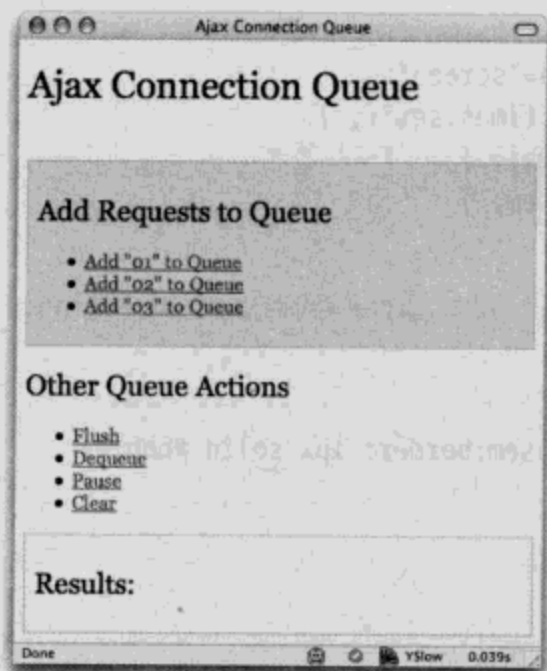 Ajax Connection Queue
Ajax Connection Queue
Add Requests to Queue
• Add "01" to Queue
• Add "02" to Queue
• Add "03" to Queue
Other Queue Actions
• Flush
• Dequeue
• Pause
• Clear
Results:
Done YSlow 0.039s